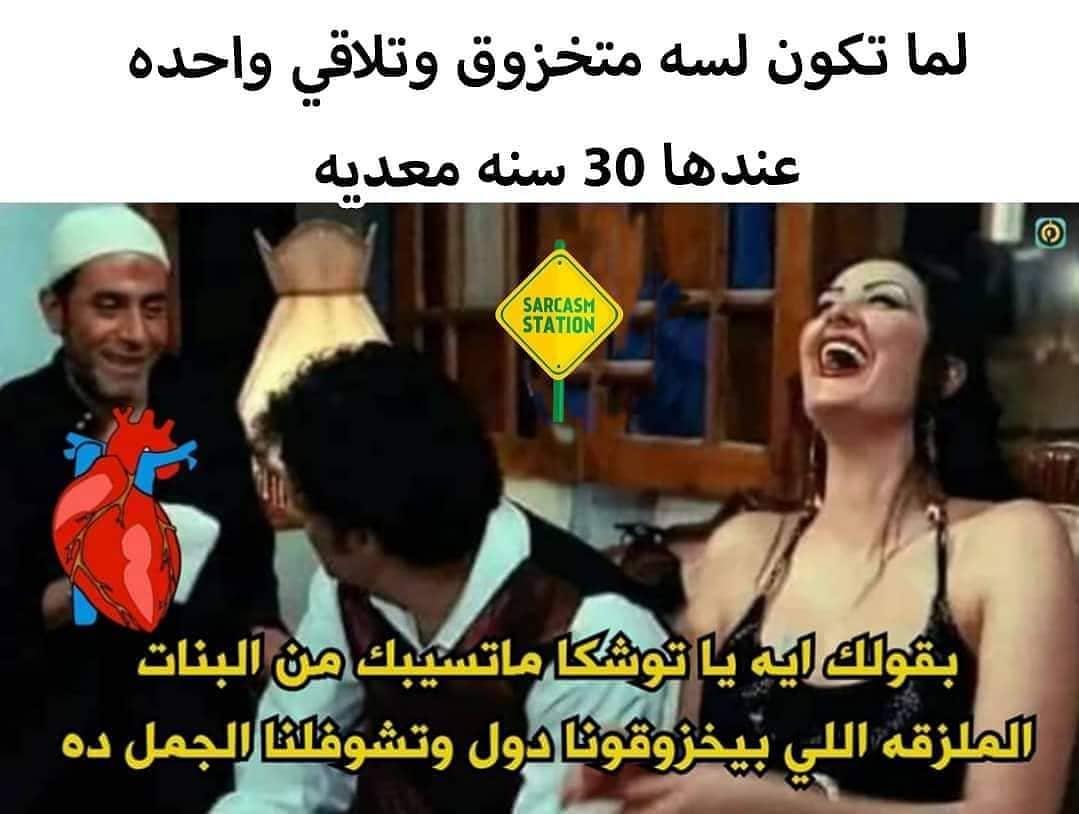 لما تكون لسه متخزوق وتلاقي واحده
عندها 30 سنه معديه
SARCASM
STATION
بقولك ايه يا توشكا ماتسيبك من البنات
الملزقه اللي بيخزوقونا دول وتشوفلنا الجمل ده